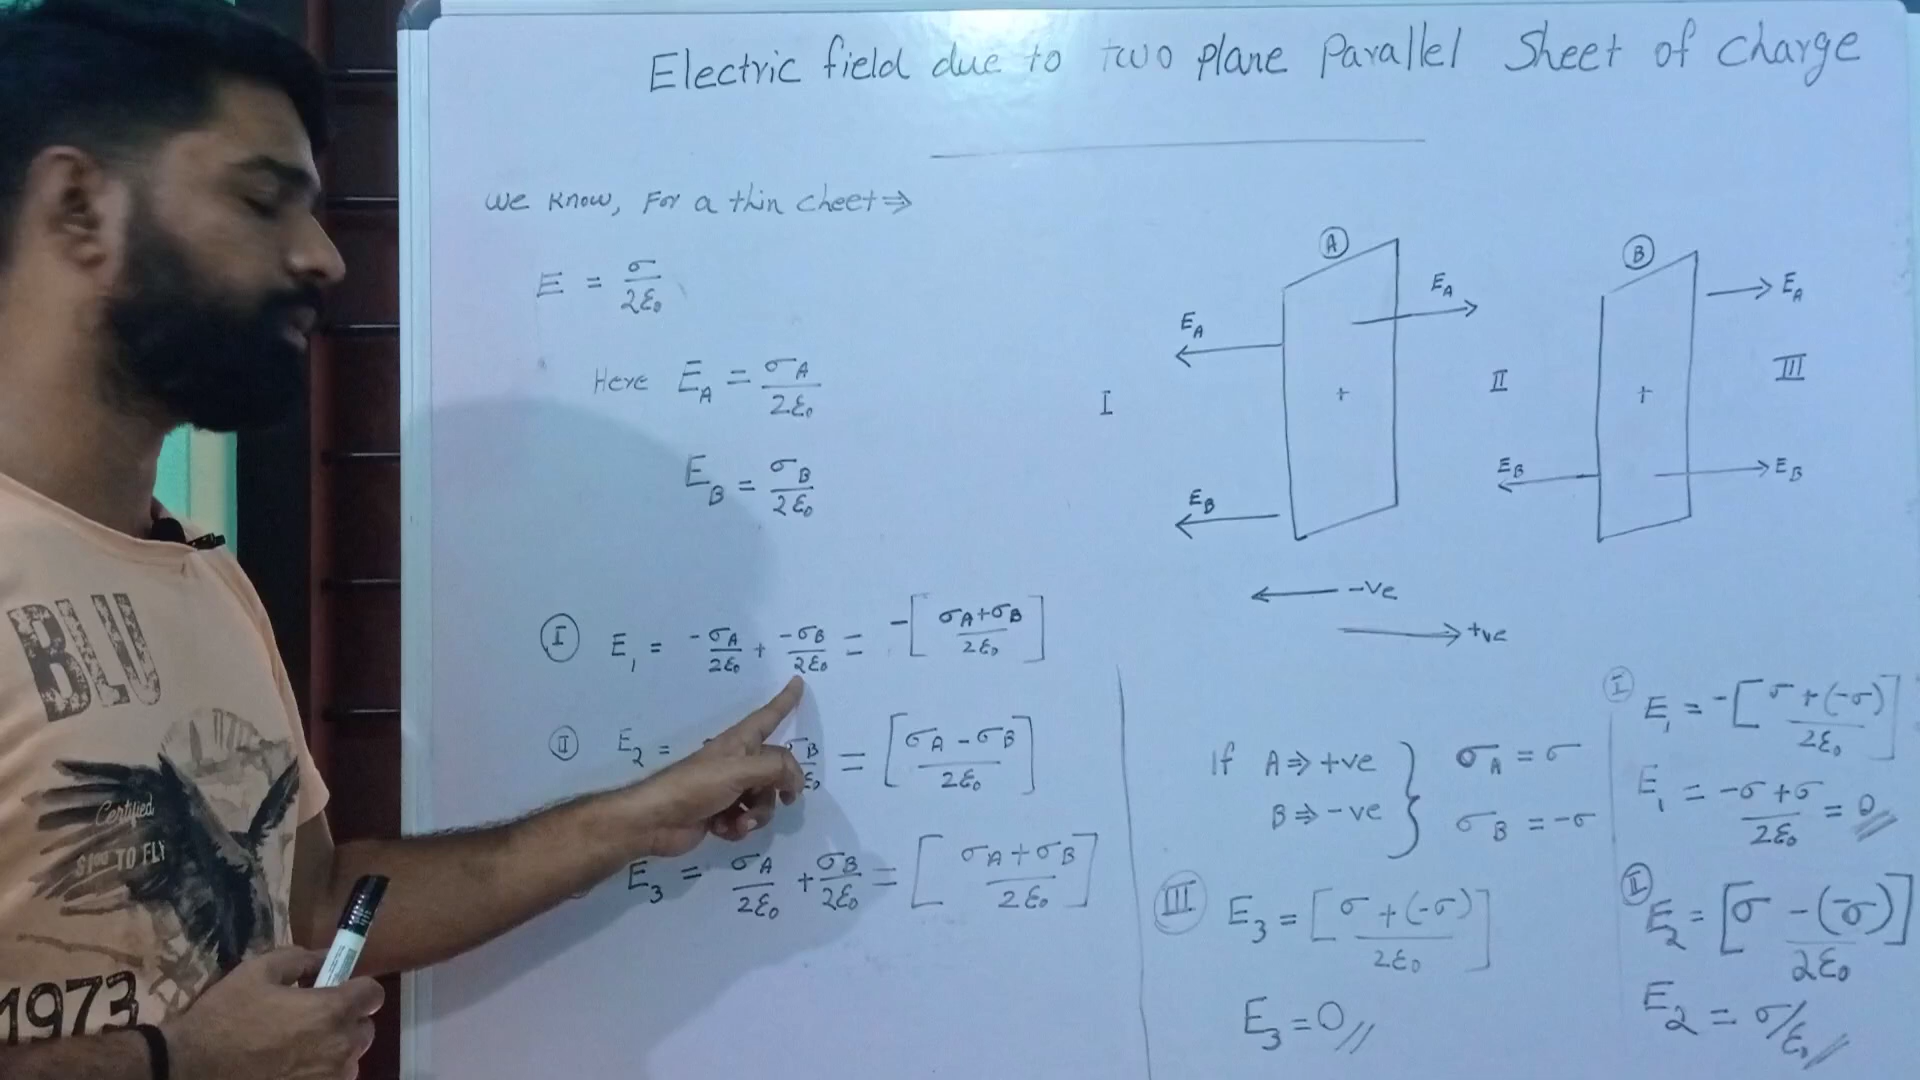 Electric field due to two plane Parallel Sheet of charge
we know, For a thin cheet ⇒
E = σ/2ε₀
Here E_A = σ_A/2ε₀
E_B = σ_B/2ε₀
Ⓘ E₁ = -σ_A/2ε₀ + -σ_B/2ε₀ = -[σ_A+σ_B/2ε₀]
Ⓘ︎Ⓘ E₂ = σ_B = [σ_A - σ_B/2ε₀]
E₃ = σ_A/2ε₀ + σ_B/2ε₀ = [σ_A+σ_B/2ε₀]
A
B
E_A
E_A
E_A
I
II
III
+
+
E_B
E_B
E_B
-ve
+ve
If A ⇒ +ve } σ_A = σ
B ⇒ -ve } σ_B = -σ
I E₁ = -[σ+(-σ)/2ε₀]
E₁ = -σ+σ/2ε₀ = 0//
II E₂ = [σ - (-σ)/2ε₀]
E₂ = σ/ε₀//
III E₃ = [σ+(-σ)/2ε₀]
E₃ = 0//
BLU
Certified
TO FLY
1973